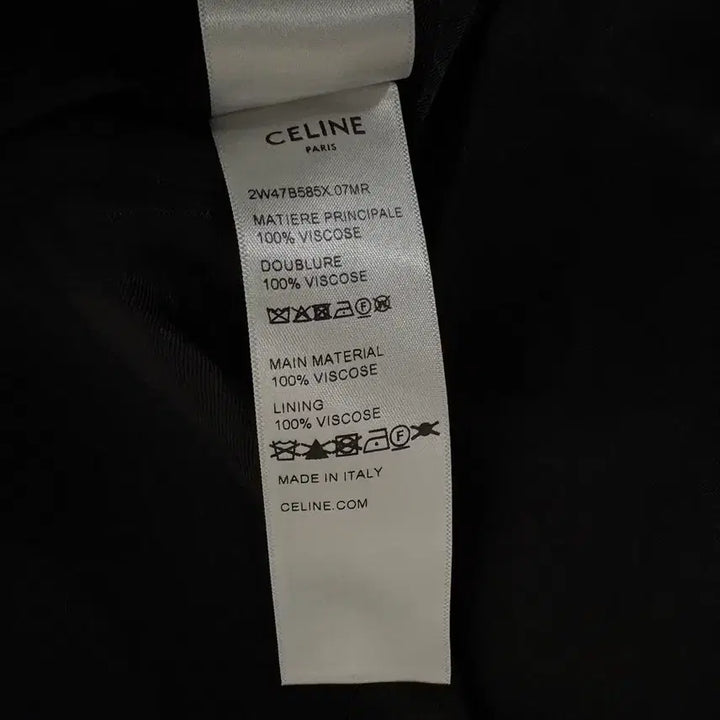 CELINE
PARIS
2W47B585X.07MR
MATIERE PRINCIPALE
100% VISCOSE
DOUBLURE
100% VISCOSE
MAIN MATERIAL
100% VISCOSE
LINING
100% VISCOSE
MADE IN ITALY
CELINE.COM